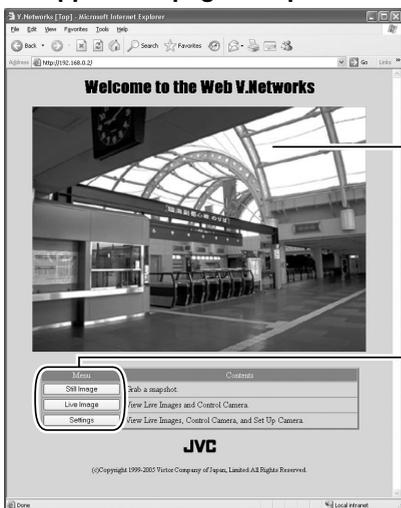 V.Networks [Top] - Microsoft Internet Explorer
File Edit View Favorites Tools Help
Back Search Favorites
Address http://192.168.0.2/ Go Links
Welcome to the Web V.Networks
Menu Contents
Still Image Grab a snapshot.
Live Image View Live Images and Control Camera.
Settings View Live Images, Control Camera, and Set Up Camera.
JVC
(c)Copyright 1999-2005 Victor Company of Japan, Limited All Rights Reserved.
Done Local intranet